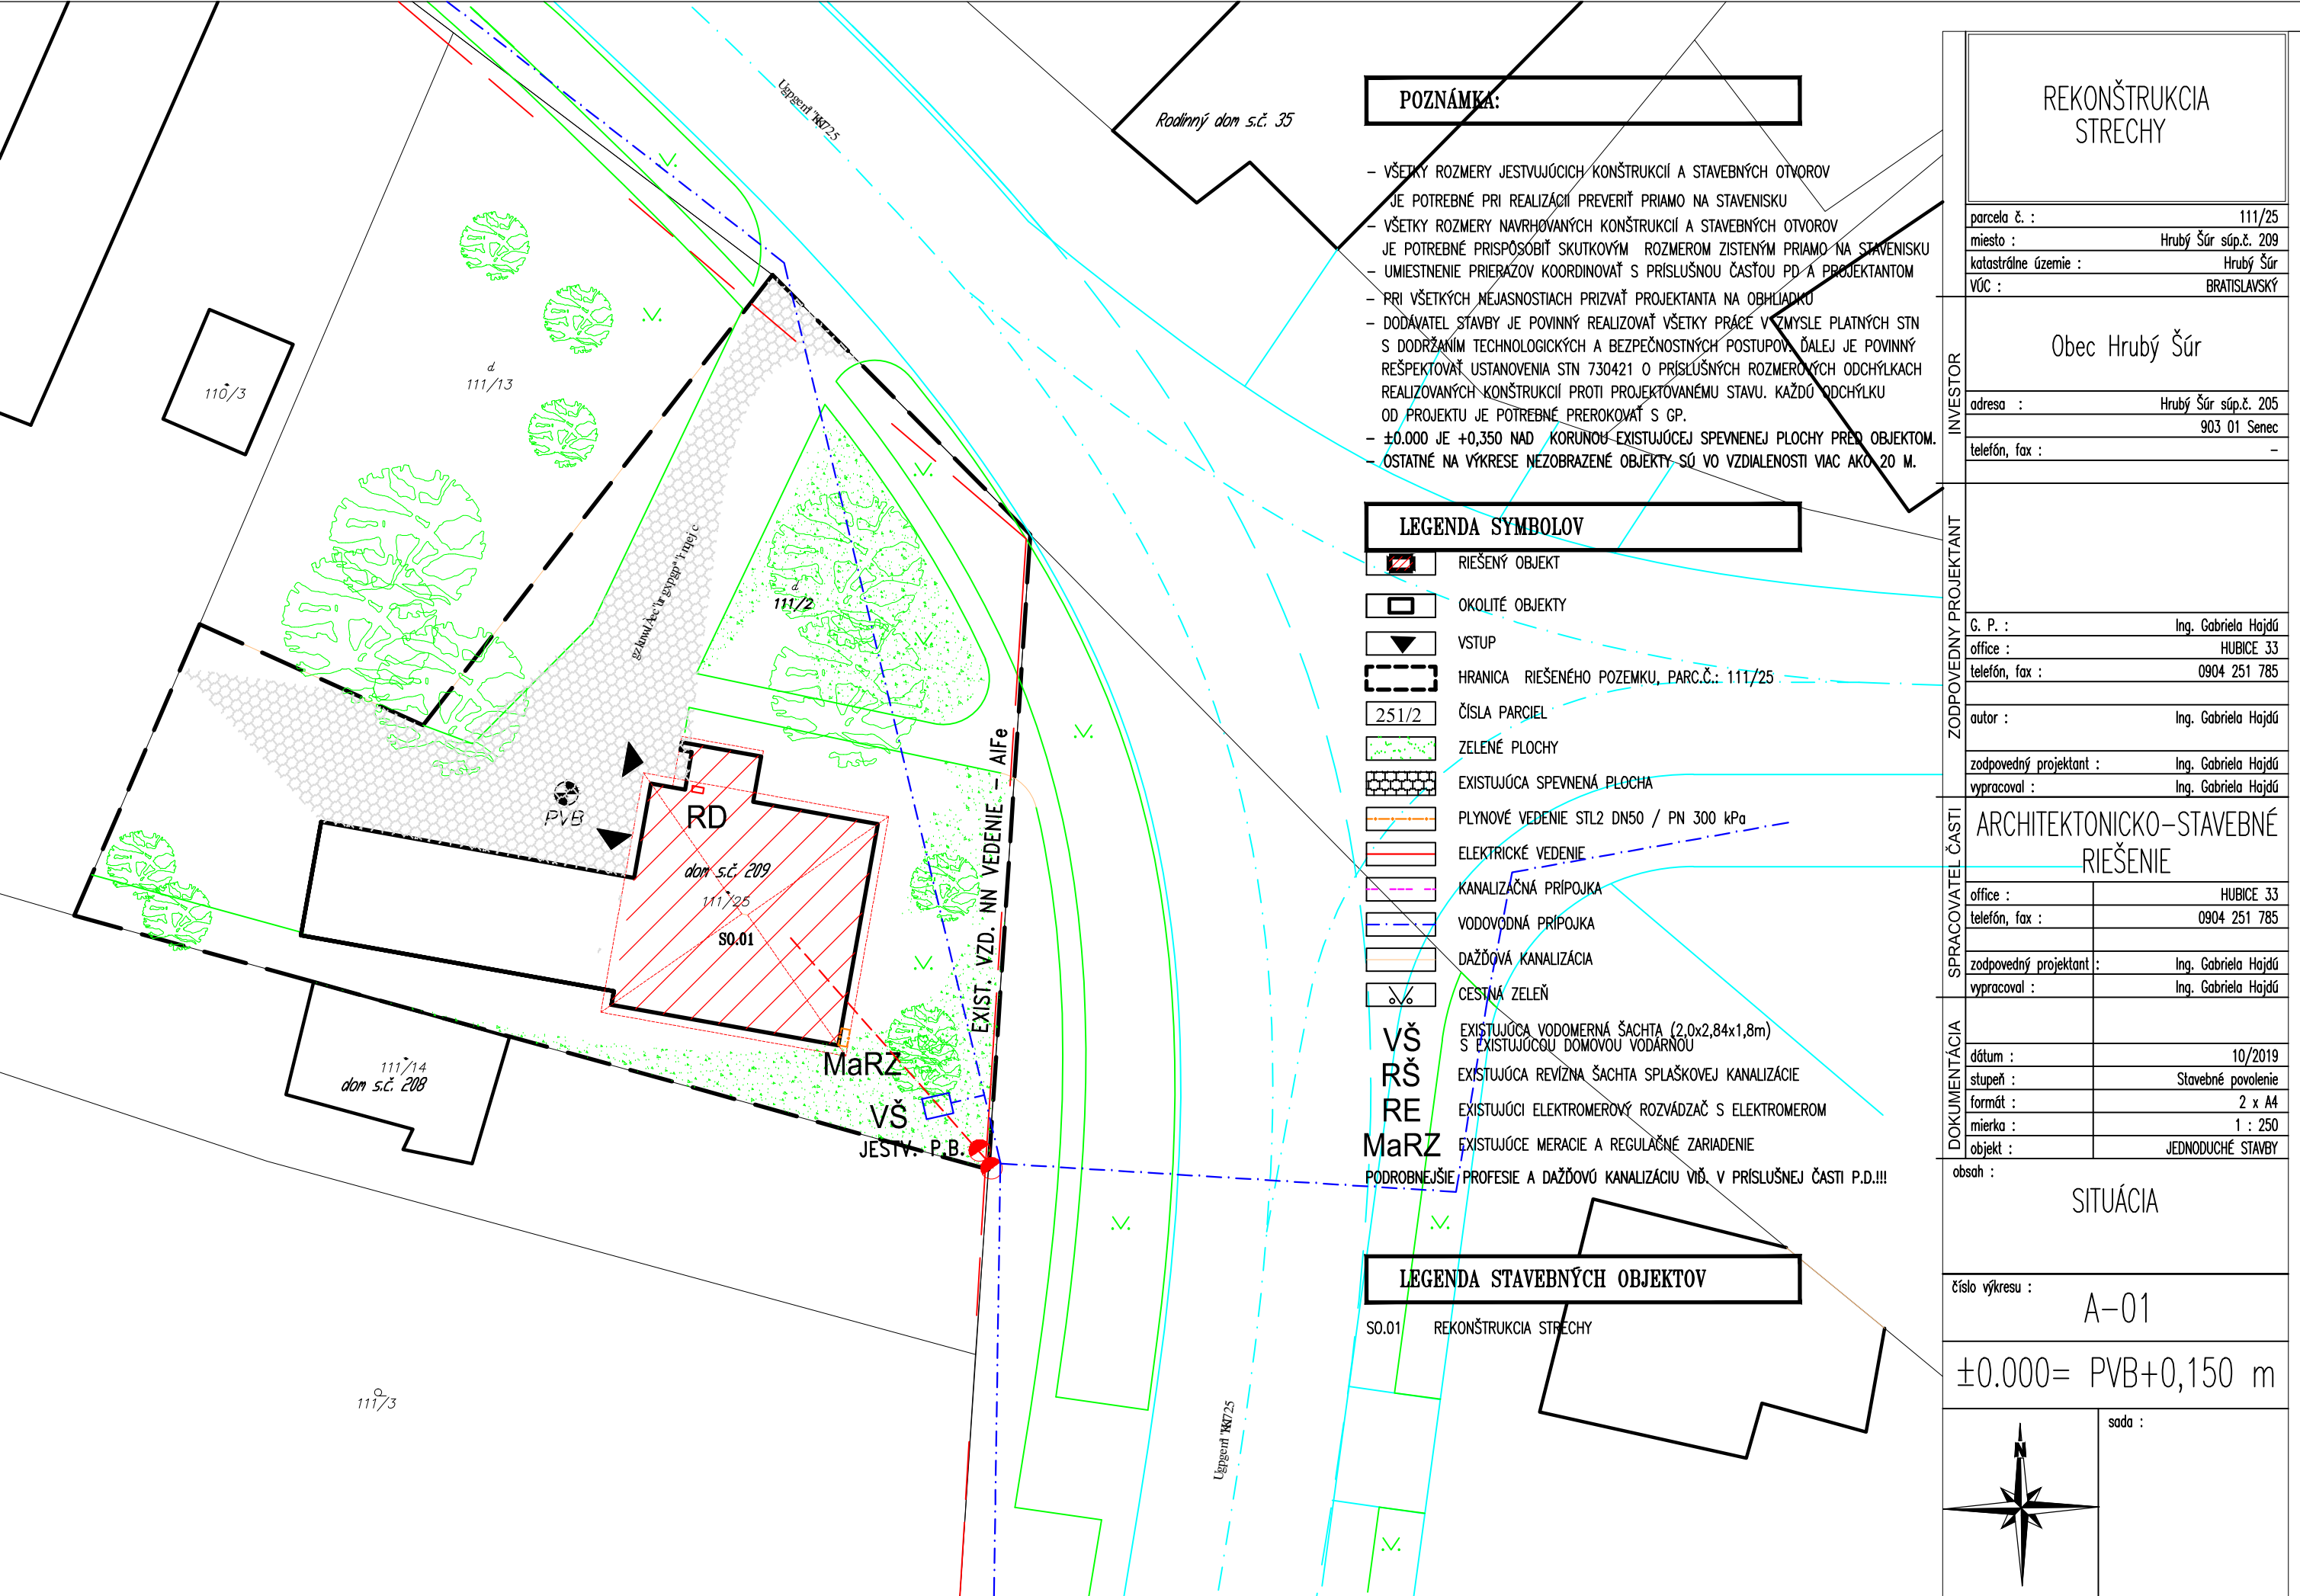 Rodinný dom s.č. 35
110/3
d
111/13
d
111/2
PVB
RD
dom s.č. 209
111/25
SO.01
EXIST. VZD. NN VEDENIE – AlFe
MaRZ
VŠ
JESTV. P.B.
111/14
dom s.č. 208
111/3
POZNÁMKA:
– VŠETKY ROZMERY JESTVUJÚCICH KONŠTRUKCIÍ A STAVEBNÝCH OTVOROV
JE POTREBNÉ PRI REALIZÁCII PREVERIŤ PRIAMO NA STAVENISKU
– VŠETKY ROZMERY NAVRHOVANÝCH KONŠTRUKCIÍ A STAVEBNÝCH OTVOROV
JE POTREBNÉ PRISPÔSOBIŤ SKUTKOVÝM ROZMEROM ZISTENÝM PRIAMO NA STAVENISKU
– UMIESTNENIE PRIERAZOV KOORDINOVAŤ S PRÍSLUŠNOU ČASŤOU PD A PROJEKTANTOM
– PRI VŠETKÝCH NEJASNOSTIACH PRIZVAŤ PROJEKTANTA NA OBHLIADKU
– DODÁVATEL STAVBY JE POVINNÝ REALIZOVAŤ VŠETKY PRÁCE V ZMYSLE PLATNÝCH STN
S DODRŽANÍM TECHNOLOGICKÝCH A BEZPEČNOSTNÝCH POSTUPOV. ĎALEJ JE POVINNÝ
REŠPEKTOVAŤ USTANOVENIA STN 730421 O PRÍSLUŠNÝCH ROZMEROVÝCH ODCHÝLKACH
REALIZOVANÝCH KONŠTRUKCIÍ PROTI PROJEKTOVANÉMU STAVU. KAŽDÚ ODCHÝLKU
OD PROJEKTU JE POTREBNÉ PREROKOVAŤ S GP.
– ±0.000 JE +0,350 NAD KORUNOU EXISTUJÚCEJ SPEVNENEJ PLOCHY PRED OBJEKTOM.
– OSTATNÉ NA VÝKRESE NEZOBRAZENÉ OBJEKTY SÚ VO VZDIALENOSTI VIAC AKO 20 M.
LEGENDA SYMBOLOV
RIEŠENÝ OBJEKT
OKOLITÉ OBJEKTY
VSTUP
HRANICA RIEŠENÉHO POZEMKU, PARC.Č.: 111/25
251/2 ČÍSLA PARCIEL
ZELENÉ PLOCHY
EXISTUJÚCA SPEVNENÁ PLOCHA
PLYNOVÉ VEDENIE STL2 DN50 / PN 300 kPa
ELEKTRICKÉ VEDENIE
KANALIZAČNÁ PRÍPOJKA
VODOVODNÁ PRÍPOJKA
DAŽĎOVÁ KANALIZÁCIA
CESTNÁ ZELEŇ
VŠ EXISTUJÚCA VODOMERNÁ ŠACHTA (2,0x2,84x1,8m)
S EXISTUJÚCOU DOMOVOU VODÁRŇOU
RŠ EXISTUJÚCA REVÍZNA ŠACHTA SPLAŠKOVEJ KANALIZÁCIE
RE EXISTUJÚCI ELEKTROMEROVÝ ROZVÁDZAČ S ELEKTROMEROM
MaRZ EXISTUJÚCE MERACIE A REGULAČNÉ ZARIADENIE
PODROBNEJŠIE PROFESIE A DAŽĎOVÚ KANALIZÁCIU VIĎ. V PRÍSLUŠNEJ ČASTI P.D.!!!
LEGENDA STAVEBNÝCH OBJEKTOV
SO.01 REKONŠTRUKCIA STRECHY
REKONŠTRUKCIA
STRECHY
parcela č. : 111/25
miesto : Hrubý Šúr súp.č. 209
katastrálne územie : Hrubý Šúr
VÚC : BRATISLAVSKÝ
INVESTOR
Obec Hrubý Šúr
adresa : Hrubý Šúr súp.č. 205
903 01 Senec
telefón, fax : –
ZODPOVEDNÝ PROJEKTANT
G. P. : Ing. Gabriela Hajdú
office : HUBICE 33
telefón, fax : 0904 251 785
autor : Ing. Gabriela Hajdú
zodpovedný projektant : Ing. Gabriela Hajdú
vypracoval : Ing. Gabriela Hajdú
SPRACOVATEL ČASTI
ARCHITEKTONICKO–STAVEBNÉ
RIEŠENIE
office : HUBICE 33
telefón, fax : 0904 251 785
zodpovedný projektant : Ing. Gabriela Hajdú
vypracoval : Ing. Gabriela Hajdú
DOKUMENTÁCIA
dátum : 10/2019
stupeň : Stavebné povolenie
formát : 2 x A4
mierka : 1 : 250
objekt : JEDNODUCHÉ STAVBY
obsah :
SITUÁCIA
číslo výkresu :
A–01
±0.000= PVB+0,150 m
N
sada :